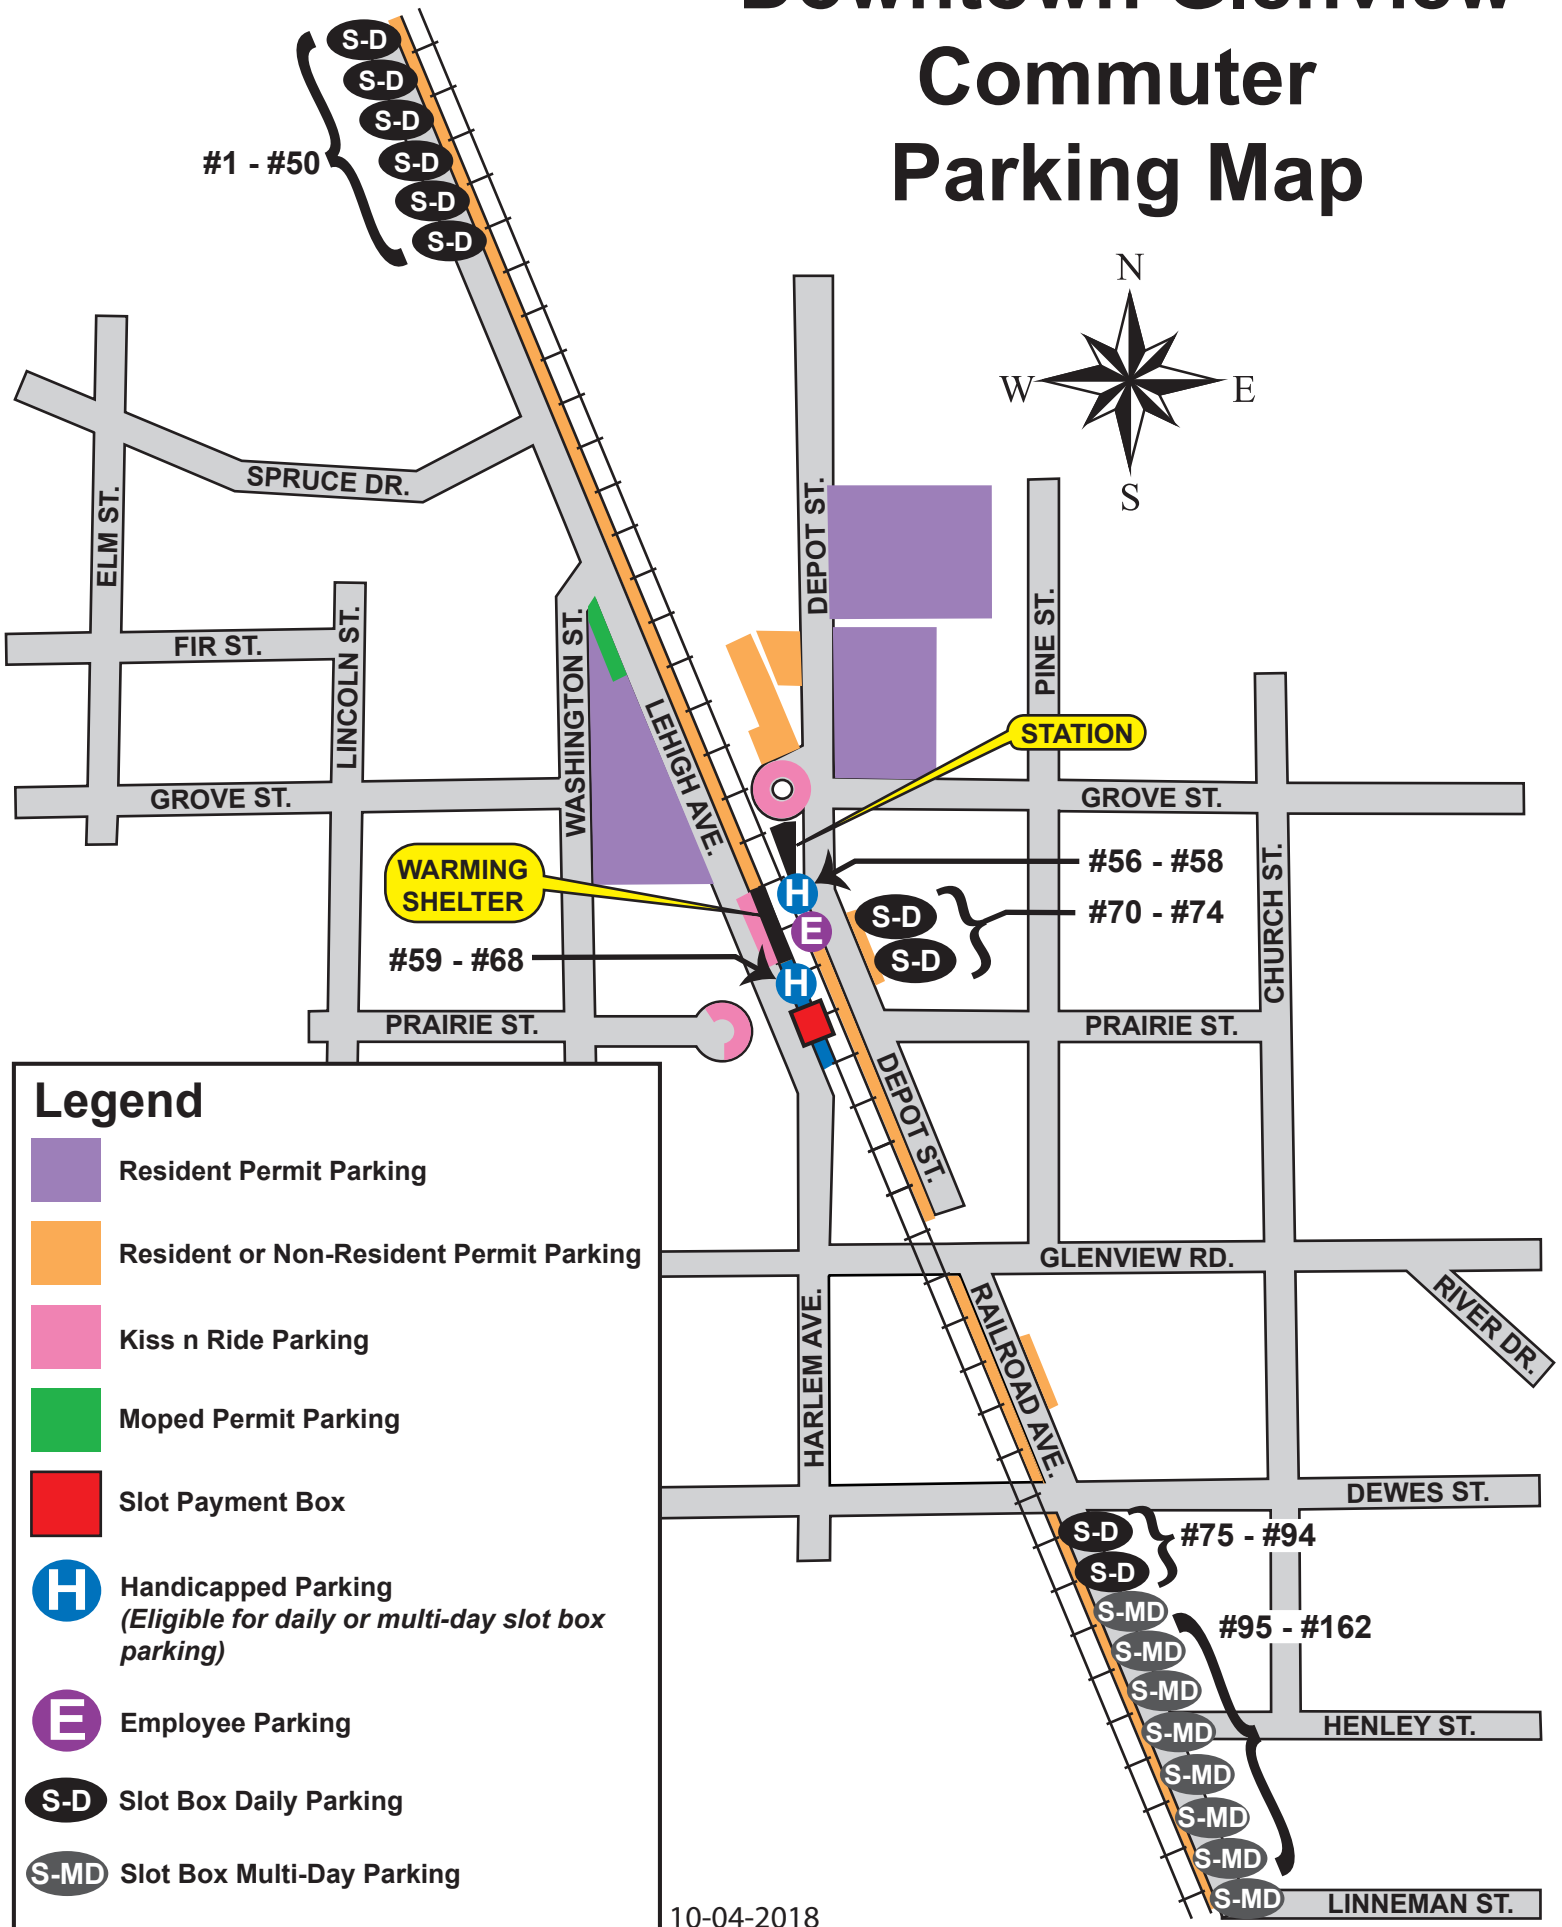 Downtown Glenview
Commuter
Parking Map
S-D
S-D
S-D
S-D
S-D
S-D
#1 - #50
N
W
E
S
SPRUCE DR.
ELM ST.
DEPOT ST.
FIR ST.
LINCOLN ST.
WASHINGTON ST.
LEHIGH AVE.
PINE ST.
STATION
GROVE ST.
GROVE ST.
CHURCH ST.
WARMING
SHELTER
H
#56 - #58
E
S-D
S-D
#70 - #74
#59 - #68
H
PRAIRIE ST.
PRAIRIE ST.
DEPOT ST.
GLENVIEW RD.
RIVER DR.
HARLEM AVE.
RAILROAD AVE.
DEWES ST.
S-D
S-D
#75 - #94
S-MD
S-MD
S-MD
S-MD
S-MD
S-MD
S-MD
S-MD
#95 - #162
HENLEY ST.
LINNEMAN ST.
Legend
Resident Permit Parking
Resident or Non-Resident Permit Parking
Kiss n Ride Parking
Moped Permit Parking
Slot Payment Box
H
Handicapped Parking
(Eligible for daily or multi-day slot box
parking)
E
Employee Parking
S-D
Slot Box Daily Parking
S-MD
Slot Box Multi-Day Parking
10-04-2018